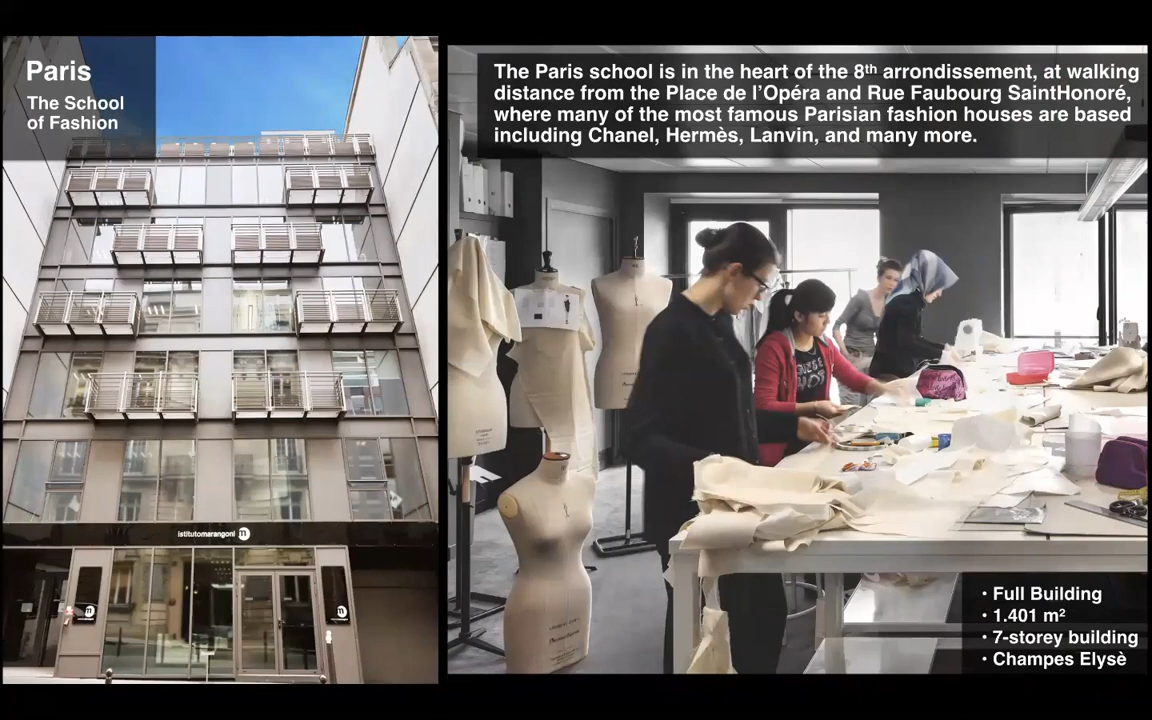 Paris
The School
of Fashion
The Paris school is in the heart of the 8th arrondissement, at walking
distance from the Place de l'Opéra and Rue Faubourg SaintHonoré,
where many of the most famous Parisian fashion houses are based
including Chanel, Hermès, Lanvin, and many more.
istitutomarangoni m
• Full Building
• 1.401 m²
• 7-storey building
• Champes Elysè